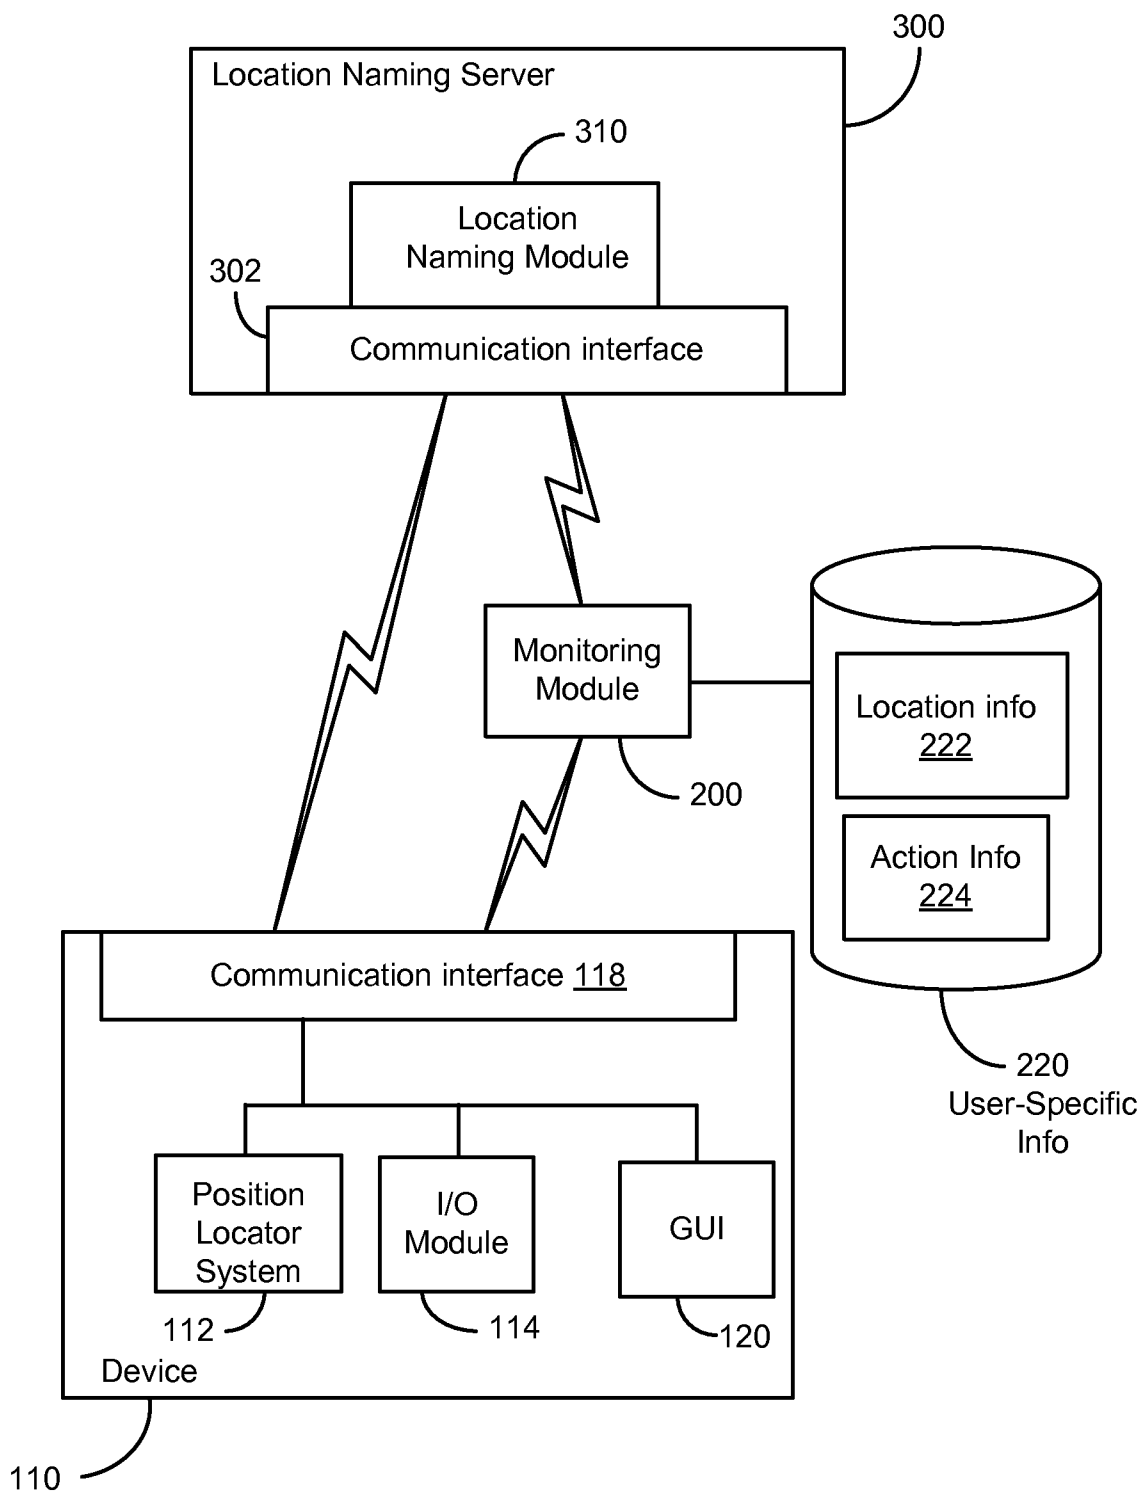 300
Location Naming Server
310
Location
Naming Module
302
Communication interface
Monitoring
Module
200
Location info
222
Action Info
224
220
User-Specific
Info
Communication interface 118
Position
Locator
System
112
I/O
Module
114
GUI
120
Device
110